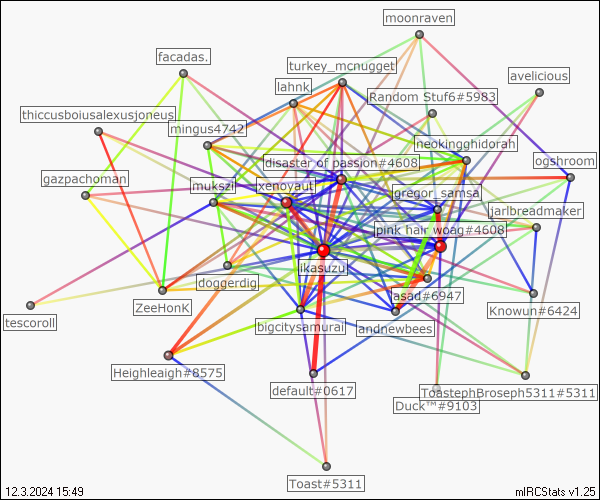 moonraven
facadas.
turkey_mcnugget
avelicious
lahnk
Random Stuf6#5983
thiccusboiusalexusjoneus
mingus4742
neokingghidorah
disaster of passion#4608
ogshroom
gazpachoman
mukszil
xenoyaut
gregor_samsa
jarlbreadmaker
pink hair woag#4608
likasuzu
doggerdig
asad#6947
tescoroll
ZeeHonK
Knowun#6424
bigcitysamurai
andnewbees
Heighleaigh#8575
default#0617
ToastephBroseph5311#5311
Duck™#9103
Toast#5311
12.3.2024 15:49
mIRCStats v1.25